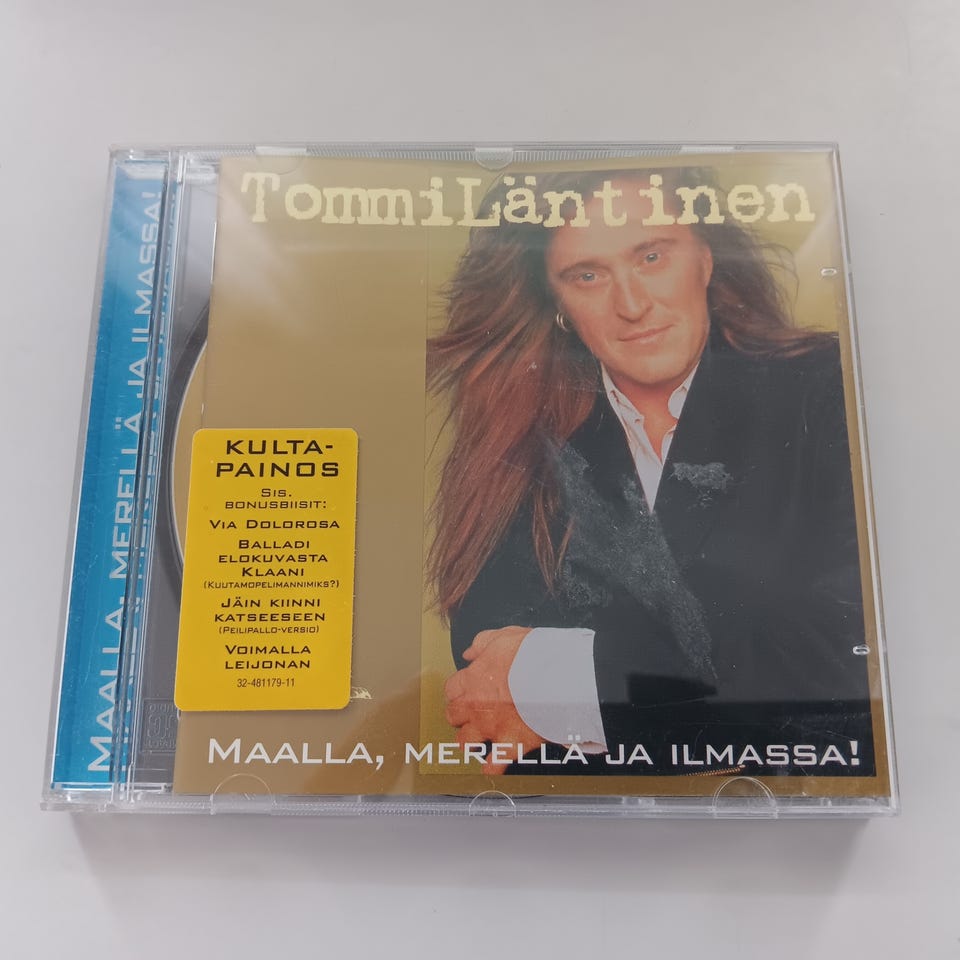 TommiLäntinen
MAALLA, MERELLÄ JA ILMASSA!
KULTA-
PAINOS
SIS.
BONUSBIISIT:
VIA DOLOROSA
BALLADI
ELOKUVASTA
KLAANI
(KUUTAMOPELIMANNIMIKS?)
JÄIN KIINNI
KATSEESEEN
(PEILIPALLO-VERSIO)
VOIMALLA
LEIJONAN
32-481179-11
MAALLA, MERELLÄ JA ILMASSA!